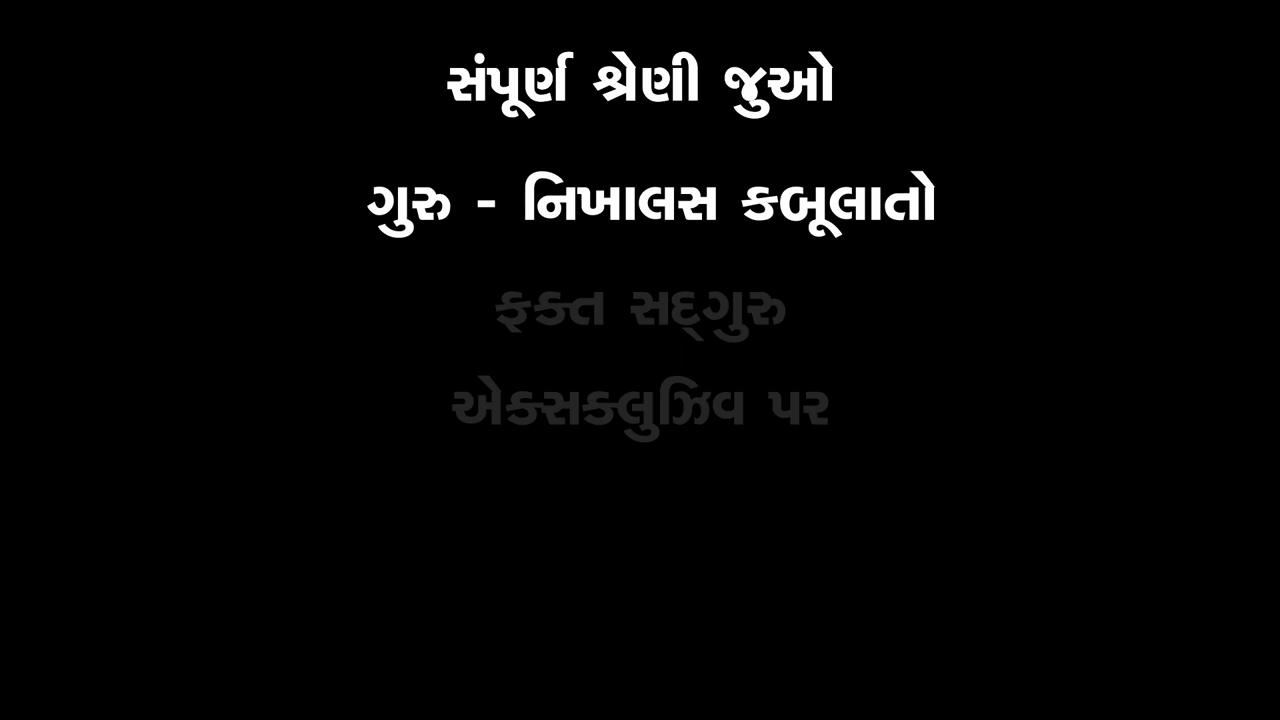 સંપૂર્ણ શ્રેણી જુઓ
ગુરુ - નિખાલસ કબૂલાતો
ફક્ત સદ્‌ગુરુ
એક્સક્લુઝિવ પર